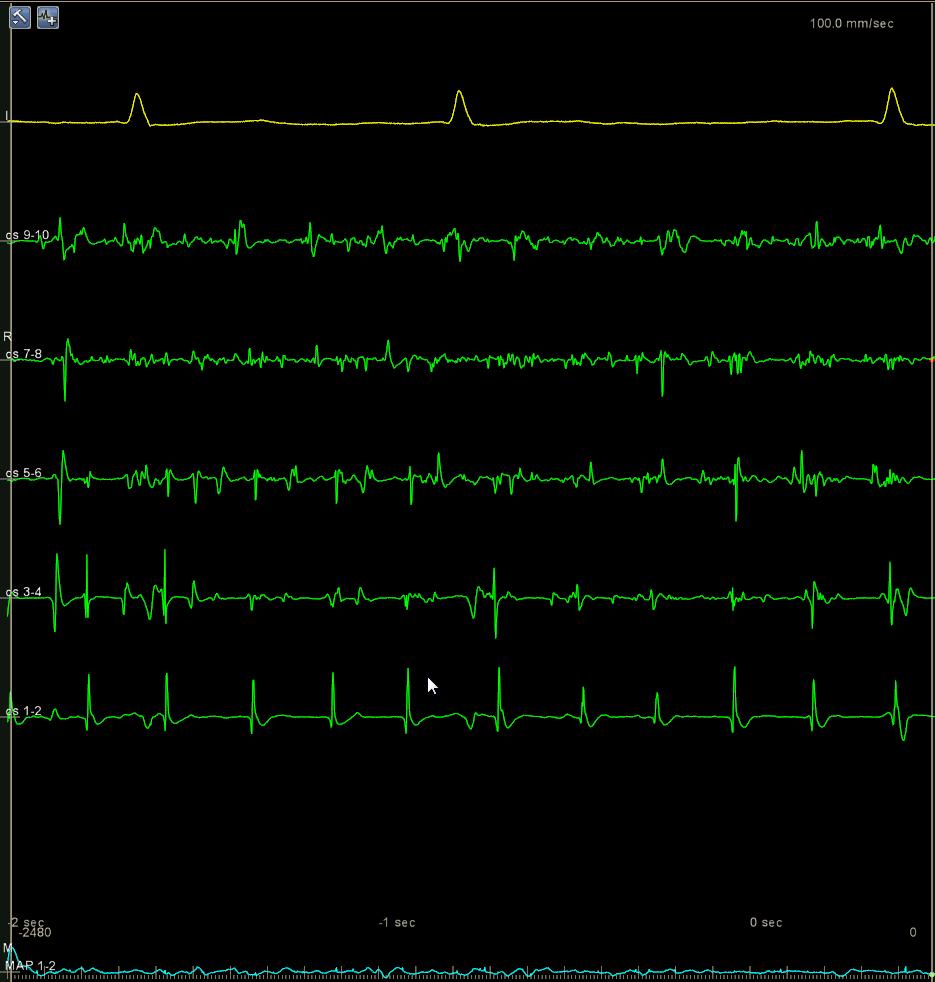 100.0 mm/sec
I
cs 9-10
R
cs 7-8
cs 5-6
cs 3-4
cs 1-2
-2 sec
-1 sec
0 sec
-2480
0
M
MAP 1-2